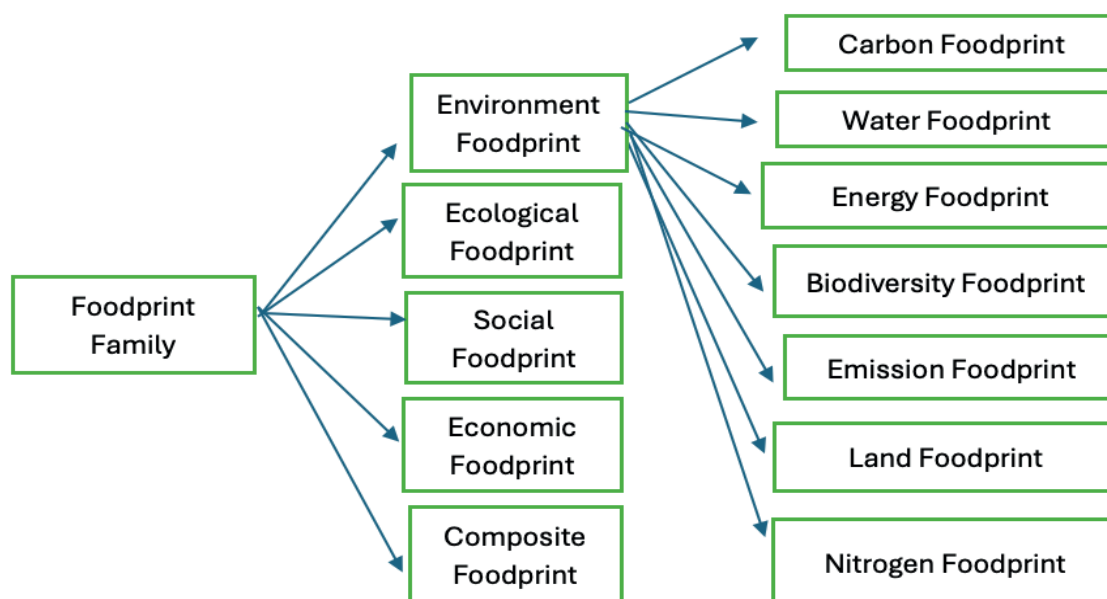 Foodprint
Family
Environment
Foodprint
Ecological
Foodprint
Social
Foodprint
Economic
Foodprint
Composite
Foodprint
Carbon Foodprint
Water Foodprint
Energy Foodprint
Biodiversity Foodprint
Emission Foodprint
Land Foodprint
Nitrogen Foodprint